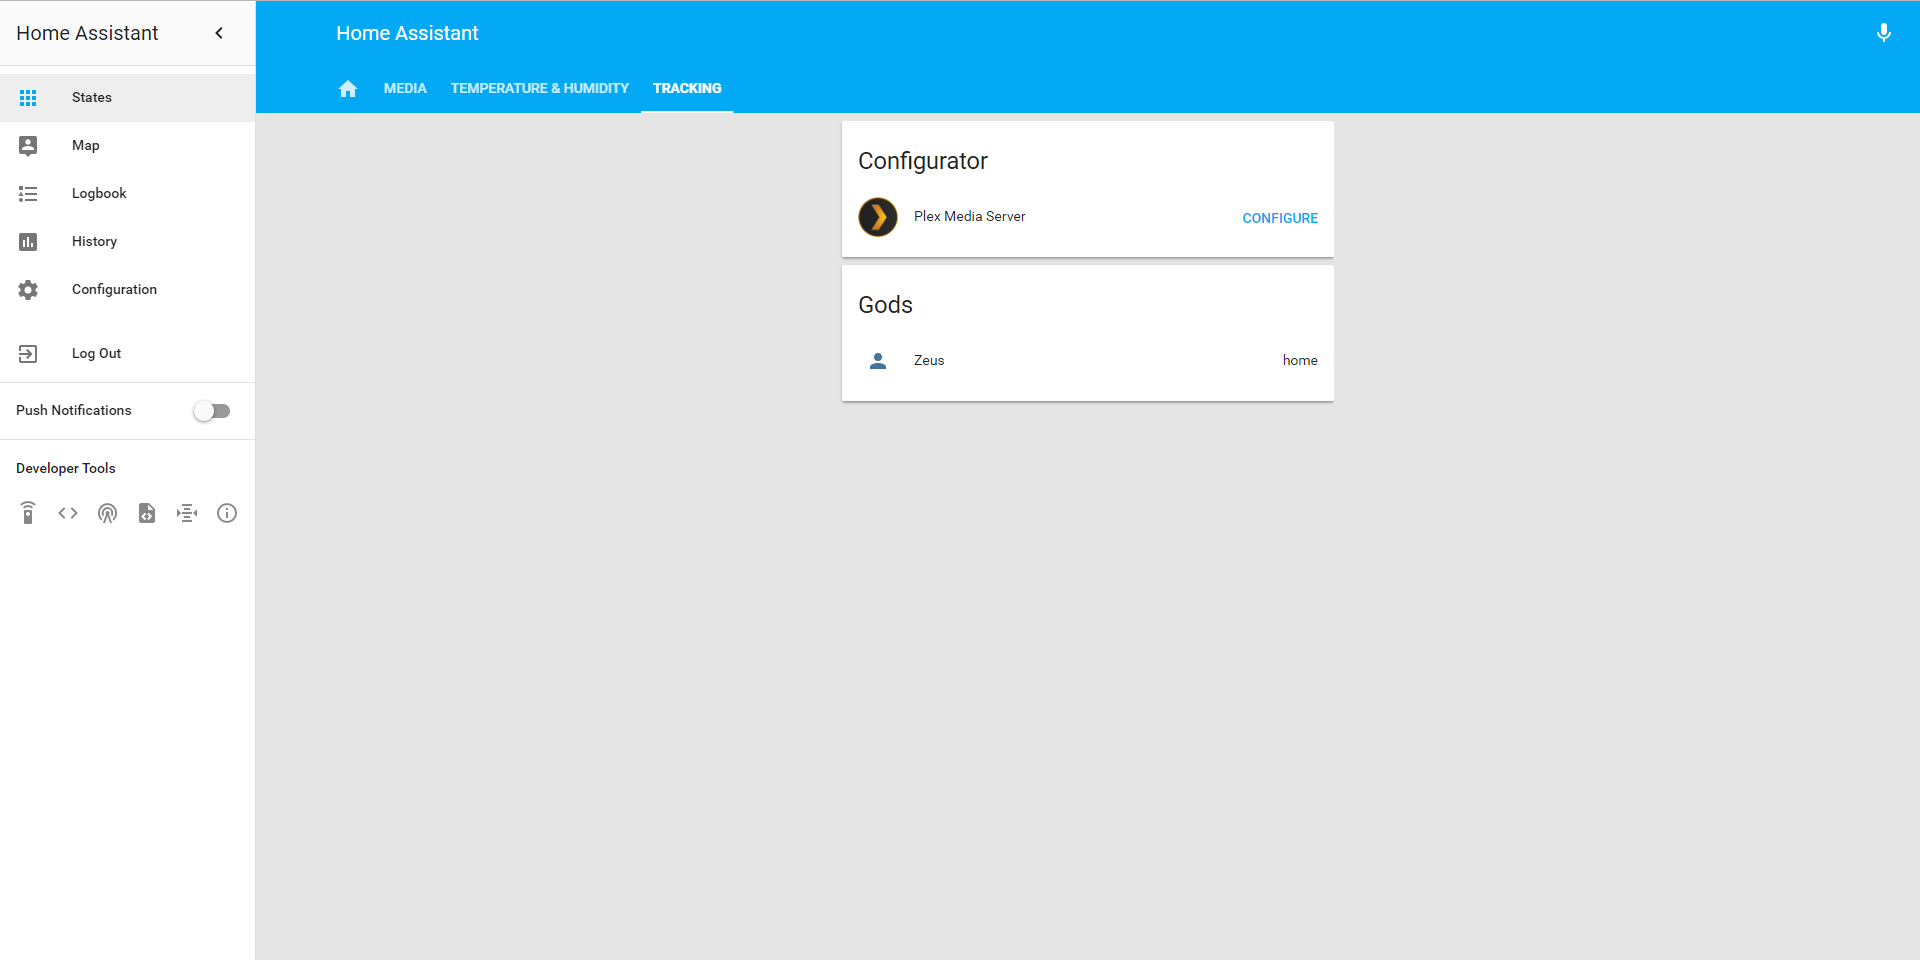 Home Assistant
States
Map
Logbook
History
Configuration
Log Out
Push Notifications
Developer Tools
Home Assistant
MEDIA
TEMPERATURE & HUMIDITY
TRACKING
Configurator
Plex Media Server
CONFIGURE
Gods
Zeus
home